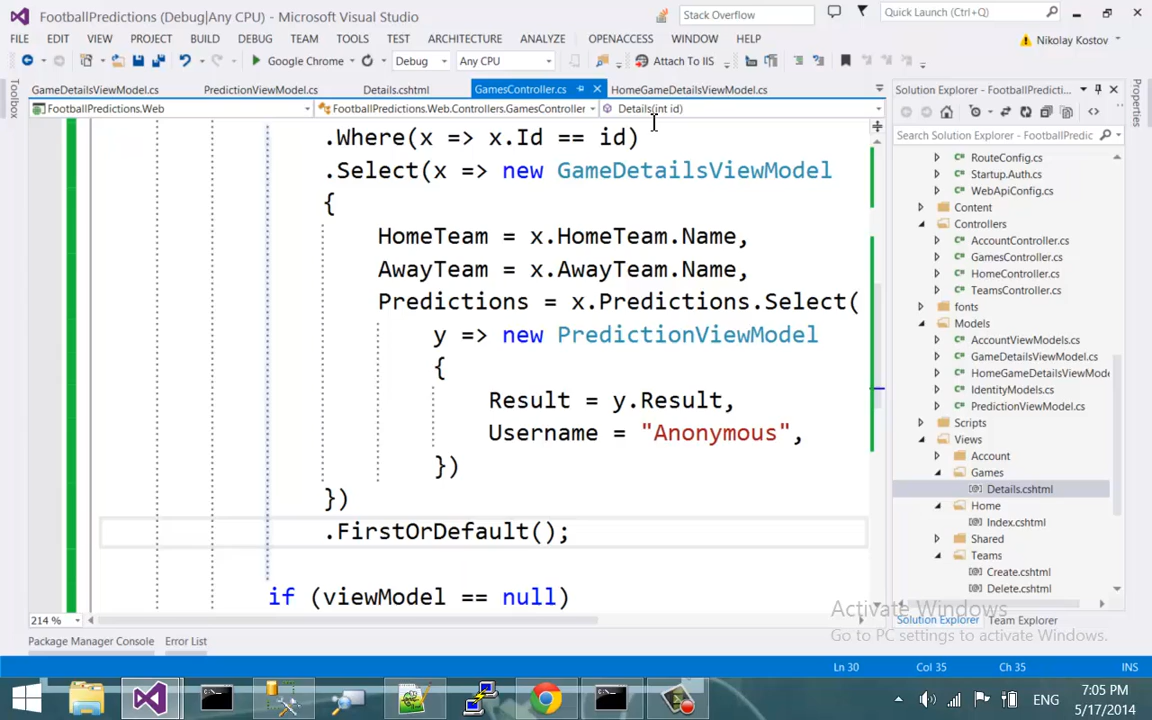 FootballPredictions (Debug|Any CPU) - Microsoft Visual Studio
Stack Overflow
Quick Launch (Ctrl+Q)
FILE EDIT VIEW PROJECT BUILD DEBUG TEAM TOOLS TEST ARCHITECTURE ANALYZE OPENACCESS WINDOW HELP
Nikolay Kostov
Google Chrome Debug Any CPU Attach To IIS
Toolbox
GameDetailsViewModel.cs PredictionViewModel.cs Details.cshtml GamesController.cs HomeGameDetailsViewModel.cs
FootballPredictions.Web FootballPredictions.Web.Controllers.GamesController Details(int id)
.Where(x => x.Id == id)
.Select(x => new GameDetailsViewModel
{
HomeTeam = x.HomeTeam.Name,
AwayTeam = x.AwayTeam.Name,
Predictions = x.Predictions.Select(
y => new PredictionViewModel
{
Result = y.Result,
Username = "Anonymous",
})
})
.FirstOrDefault();
if (viewModel == null)
214 %
Solution Explorer - FootballPredicti...
Properties
Search Solution Explorer - FootballPredic
RouteConfig.cs
Startup.Auth.cs
WebApiConfig.cs
Content
Controllers
AccountController.cs
GamesController.cs
HomeController.cs
TeamsController.cs
fonts
Models
AccountViewModels.cs
GameDetailsViewModel.cs
HomeGameDetailsViewMode
IdentityModels.cs
PredictionViewModel.cs
Scripts
Views
Account
Games
Details.cshtml
Home
Index.cshtml
Shared
Teams
Create.cshtml
Delete.cshtml
Solution Explorer Team Explorer
Activate Windows
Go to PC settings to activate Windows.
Package Manager Console Error List
Ln 30 Col 35 Ch 35 INS
ENG
7:05 PM
5/17/2014